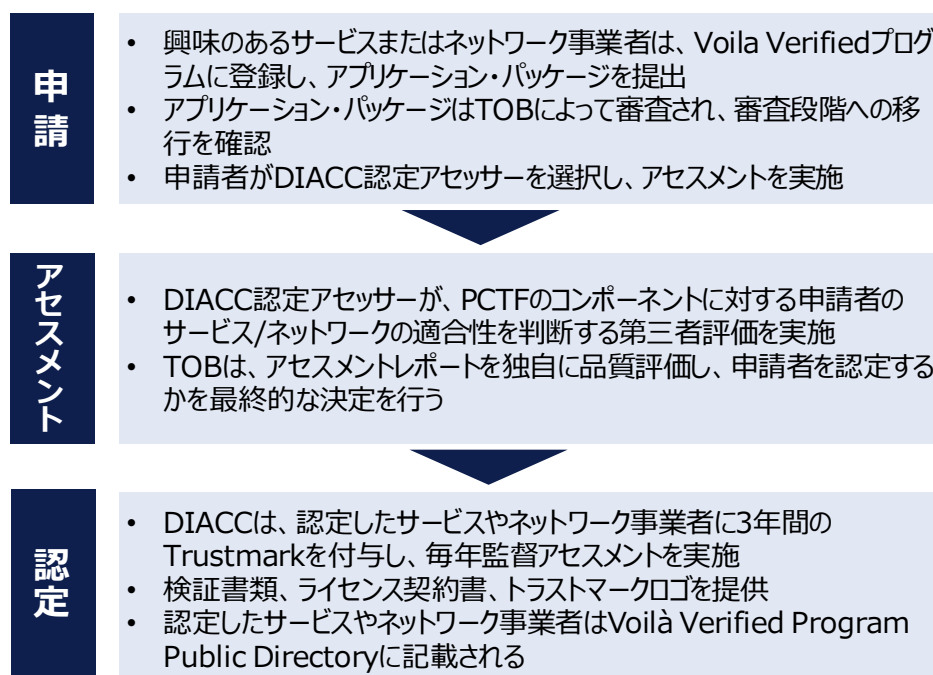 申請
• 興味のあるサービスまたはネットワーク事業者は、Voila Verifiedプログ
ラムに登録し、アプリケーション・パッケージを提出
• アプリケーション・パッケージはTOBによって審査され、審査段階への移
行を確認
• 申請者がDIACC認定アセッサーを選択し、アセスメントを実施
アセスメント
• DIACC認定アセッサーが、PCTFのコンポーネントに対する申請者の
サービス/ネットワークの適合性を判断する第三者評価を実施
• TOBは、アセスメントレポートを独自に品質評価し、申請者を認定する
かを最終的な決定を行う
認定
• DIACCは、認定したサービスやネットワーク事業者に3年間の
Trustmarkを付与し、毎年監督アセスメントを実施
• 検証書類、ライセンス契約書、トラストマークロゴを提供
• 認定したサービスやネットワーク事業者はVoilà Verified Program
Public Directoryに記載される